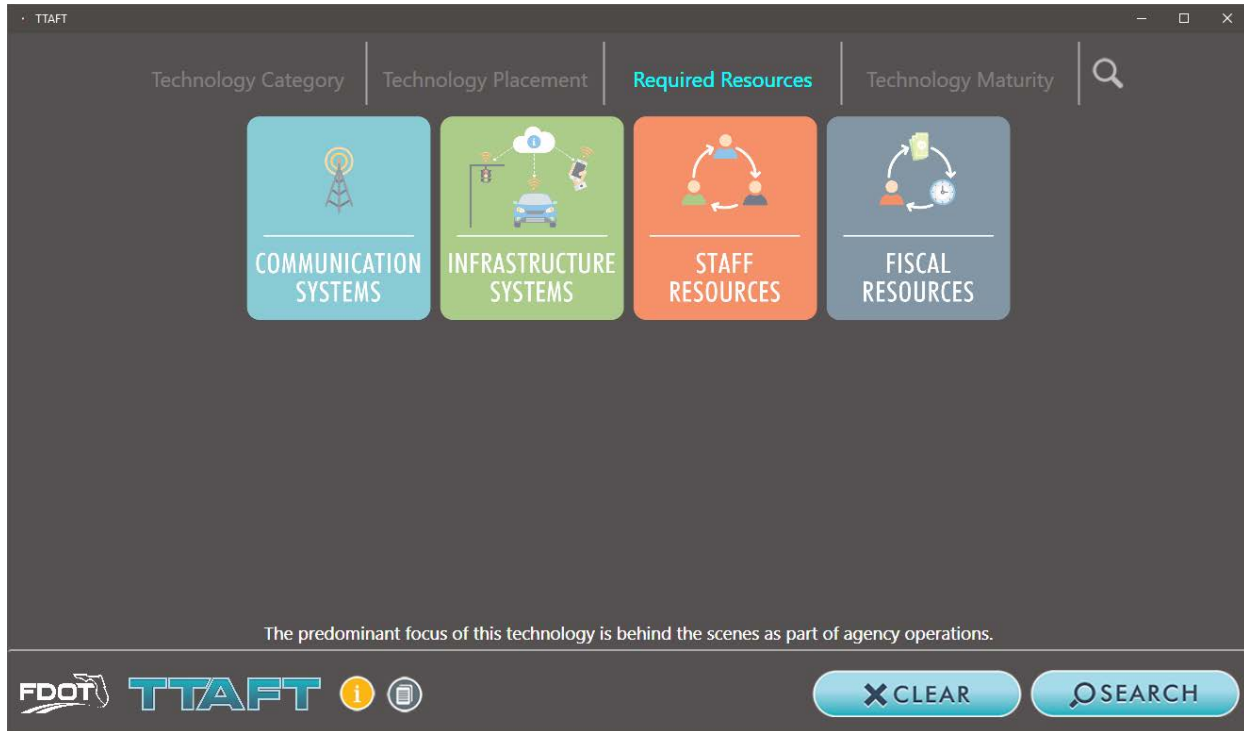 TTAFT
Technology Category
Technology Placement
Required Resources
Technology Maturity
COMMUNICATION
SYSTEMS
INFRASTRUCTURE
SYSTEMS
STAFF
RESOURCES
FISCAL
RESOURCES
The predominant focus of this technology is behind the scenes as part of agency operations.
FDOT
TTAFT
i
CLEAR
SEARCH